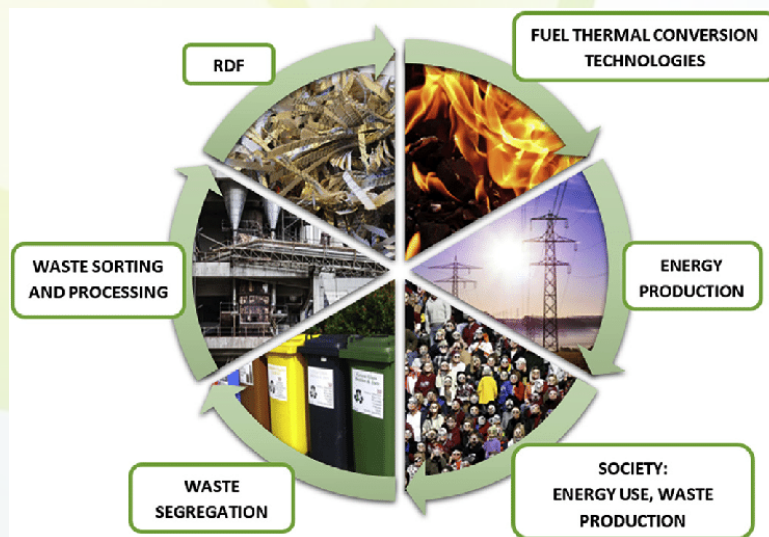 RDF
FUEL THERMAL CONVERSION
TECHNOLOGIES
WASTE SORTING
AND PROCESSING
ENERGY
PRODUCTION
WASTE
SEGREGATION
SOCIETY:
ENERGY USE, WASTE
PRODUCTION